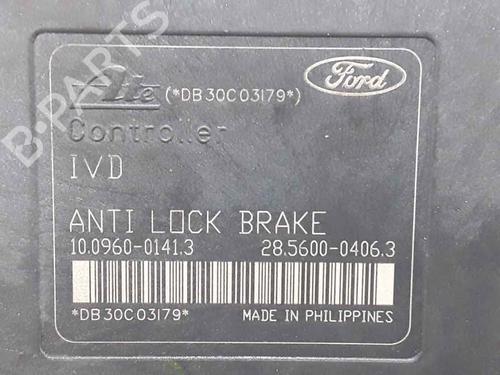 Ate (*DB30C03179*) Ford
Controller
IVD
ANTI LOCK BRAKE
10.0960-0141.3 28.5600-0406.3
*DB30C03179* MADE IN PHILIPPINES
B-PARTS